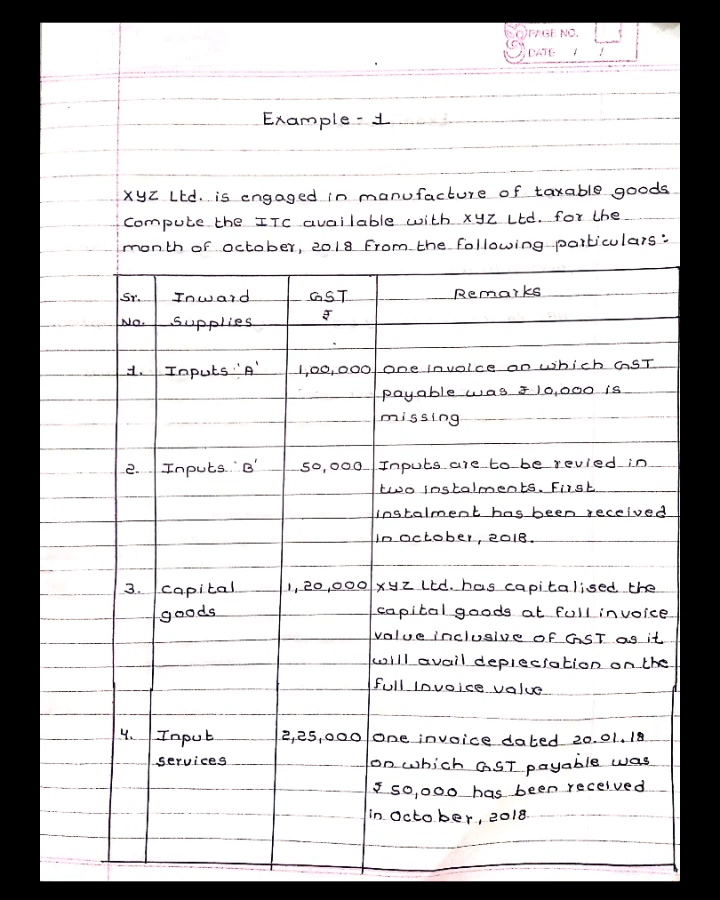 PAGE NO.
DATE / /
Example - 1
XYZ Ltd. is engaged in manufacture of taxable goods
Compute the ITC available with XYZ Ltd. for the
month of october, 2018 from the following particulars:
Sr. No. Inward Supplies GST ₹ Remarks
1. Inputs 'A' 1,00,000 one invoice on which GST
payable was ₹ 10,000 is
missing
2. Inputs 'B' 50,000 Inputs are to be revied in
two instalments. First
instalment has been received
in october, 2018.
3. capital goods 1,20,000 XYZ Ltd. has capitalised the
capital goods at full invoice
value inclusive of GST as it
will avail depreciation on the
full invoice value
4. Input services 2,25,000 one invoice dated 20.01.18
on which GST payable was
₹ 50,000 has been received
in october, 2018